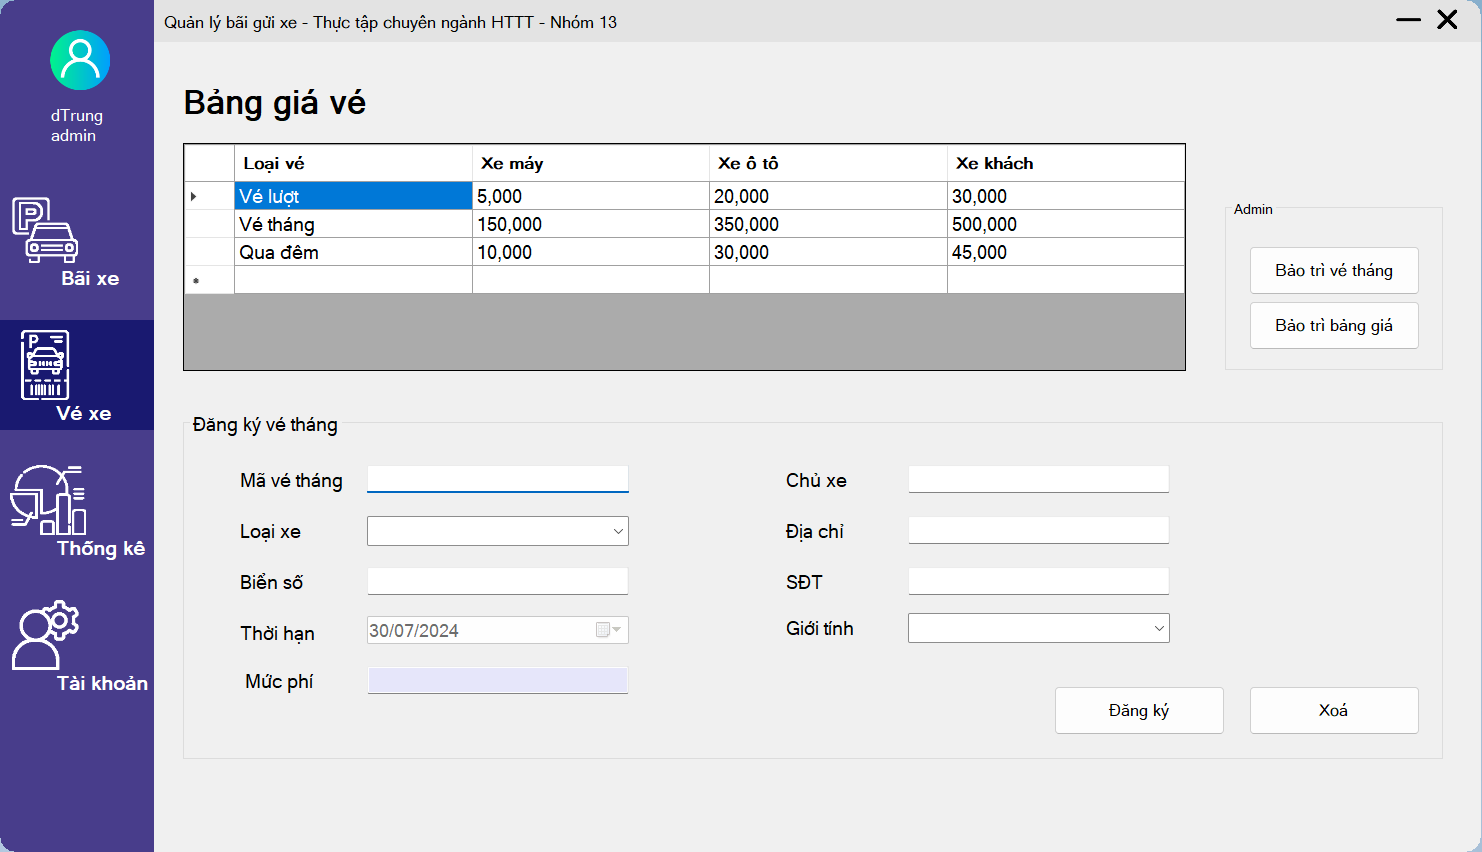 Quản lý bãi gửi xe - Thực tập chuyên ngành HTTT - Nhóm 13
dTrung
admin
Bãi xe
Vé xe
Thống kê
Tài khoản
Bảng giá vé
Loại vé Xe máy Xe ô tô Xe khách
Vé lượt 5,000 20,000 30,000
Vé tháng 150,000 350,000 500,000
Qua đêm 10,000 30,000 45,000
Admin
Bảo trì vé tháng
Bảo trì bảng giá
Đăng ký vé tháng
Mã vé tháng
Loại xe
Biển số
Thời hạn 30/07/2024
Mức phí
Chủ xe
Địa chỉ
SĐT
Giới tính
Đăng ký
Xoá